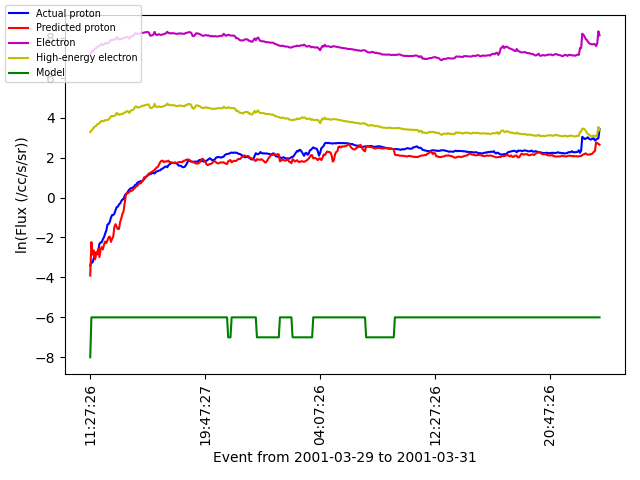 Actual proton
Predicted proton
Electron
High-energy electron
Model
8
6
4
2
0
−2
−4
−6
−8
ln(Flux (/cc/s/sr))
11:27:26
19:47:27
04:07:26
12:27:26
20:47:26
Event from 2001-03-29 to 2001-03-31